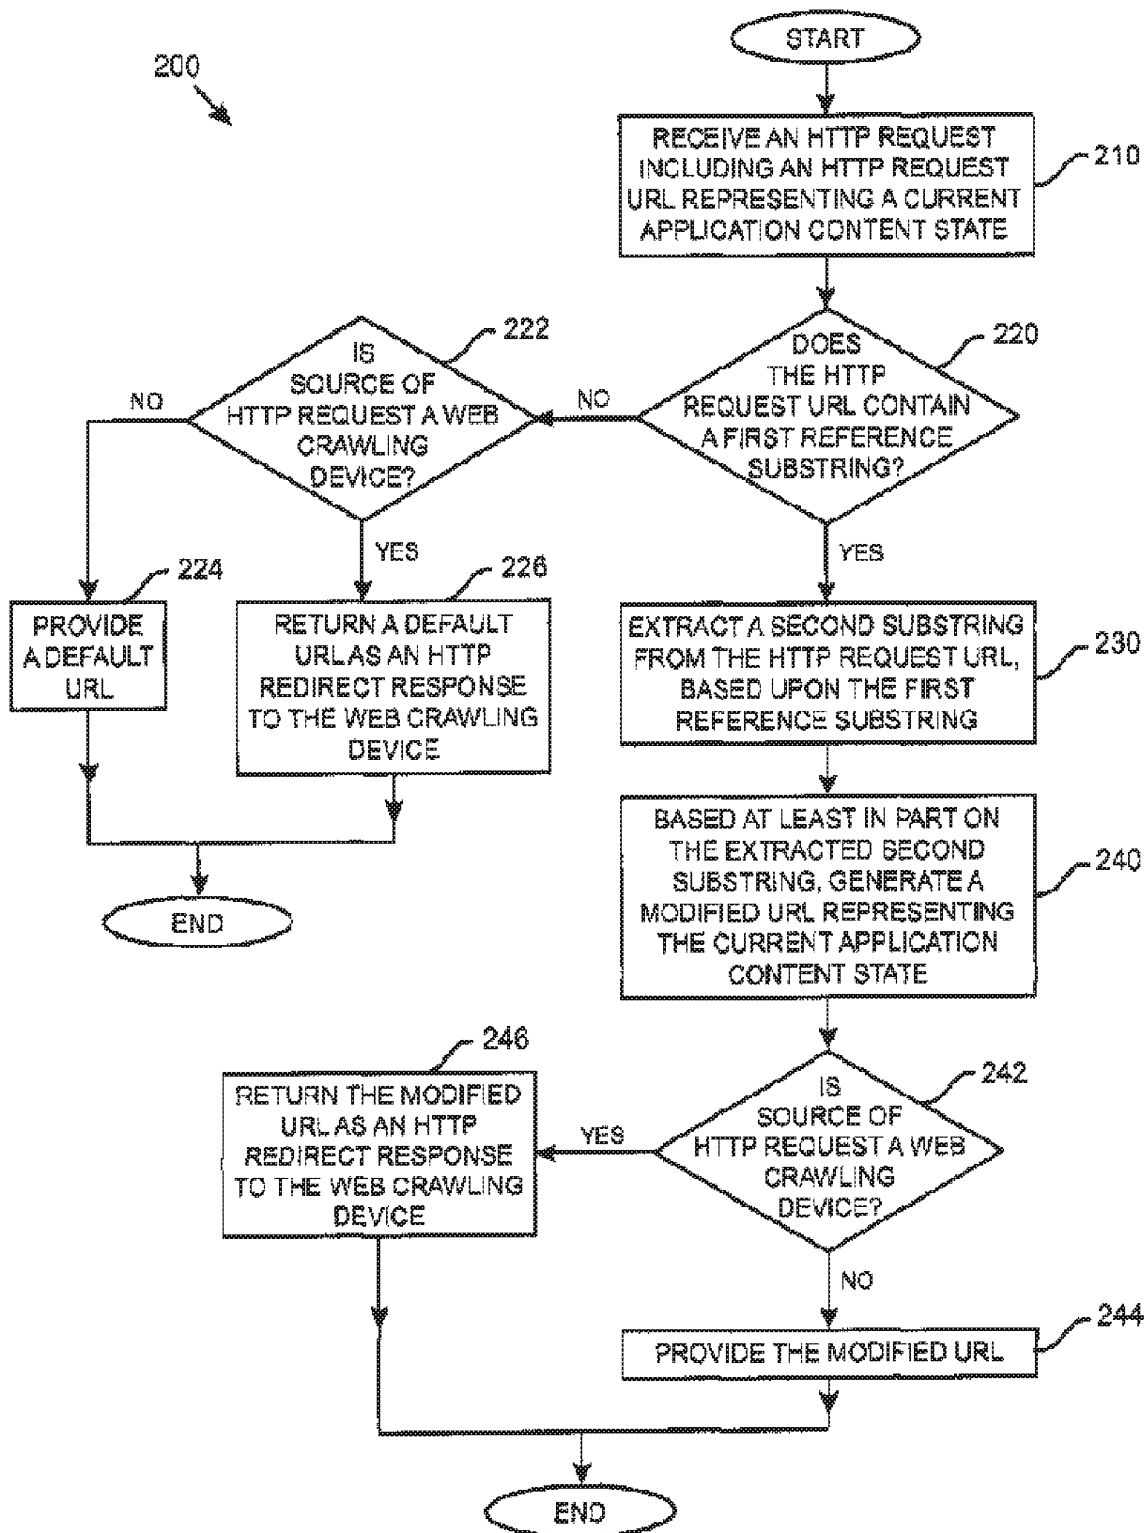 START
200
RECEIVE AN HTTP REQUEST
INCLUDING AN HTTP REQUEST
URL REPRESENTING A CURRENT
APPLICATION CONTENT STATE
210
222
IS
SOURCE OF
HTTP REQUEST A WEB
CRAWLING
DEVICE?
NO
NO
220
DOES
THE HTTP
REQUEST URL CONTAIN
A FIRST REFERENCE
SUBSTRING?
YES
YES
224
PROVIDE
A DEFAULT
URL
226
RETURN A DEFAULT
URL AS AN HTTP
REDIRECT RESPONSE
TO THE WEB CRAWLING
DEVICE
EXTRACT A SECOND SUBSTRING
FROM THE HTTP REQUEST URL,
BASED UPON THE FIRST
REFERENCE SUBSTRING
230
END
BASED AT LEAST IN PART ON
THE EXTRACTED SECOND
SUBSTRING, GENERATE A
MODIFIED URL REPRESENTING
THE CURRENT APPLICATION
CONTENT STATE
240
246
RETURN THE MODIFIED
URL AS AN HTTP
REDIRECT RESPONSE
TO THE WEB CRAWLING
DEVICE
YES
242
IS
SOURCE OF
HTTP REQUEST A WEB
CRAWLING
DEVICE?
NO
244
PROVIDE THE MODIFIED URL
END